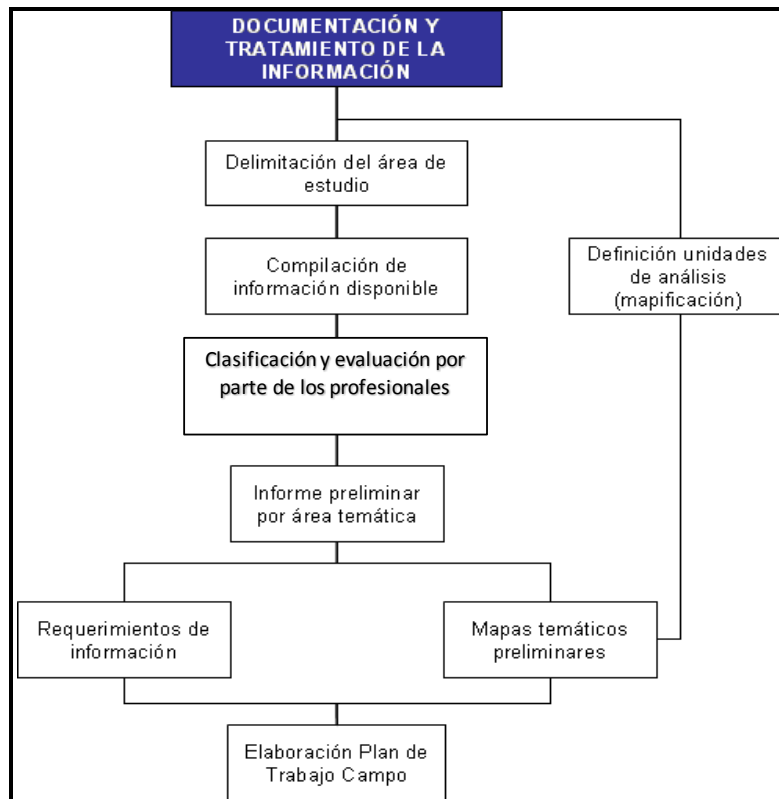 DOCUMENTACIÓN Y
TRATAMIENTO DE LA
INFORMACIÓN
Delimitación del área de
estudio
Compilación de
información disponible
Definición unidades
de análisis
(mapificación)
Clasificación y evaluación por
parte de los profesionales
Informe preliminar
por área temática
Requerimientos de
información
Mapas temáticos
preliminares
Elaboración Plan de
Trabajo Campo